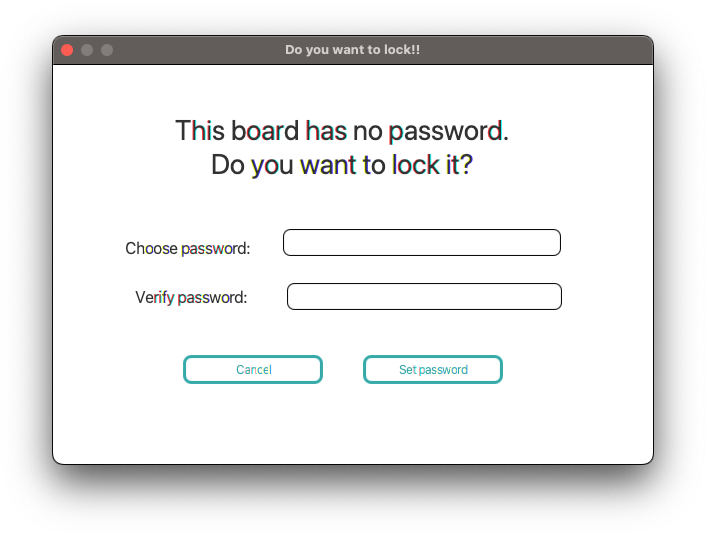 Do you want to lock!!
This board has no password.
Do you want to lock it?
Choose password:
Verify password:
Cancel
Set password